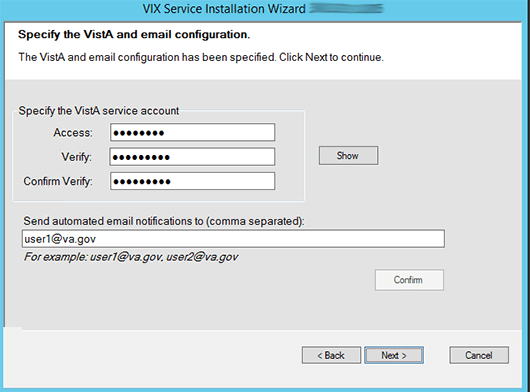 VIX Service Installation Wizard
Specify the VistA and email configuration.
The VistA and email configuration has been specified. Click Next to continue.
Specify the VistA service account
Access: ●●●●●●●●
Verify: ●●●●●●●●● Show
Confirm Verify: ●●●●●●●●●
Send automated email notifications to (comma separated):
user1@va.gov
For example: user1@va.gov, user2@va.gov
Confirm
< Back Next > Cancel